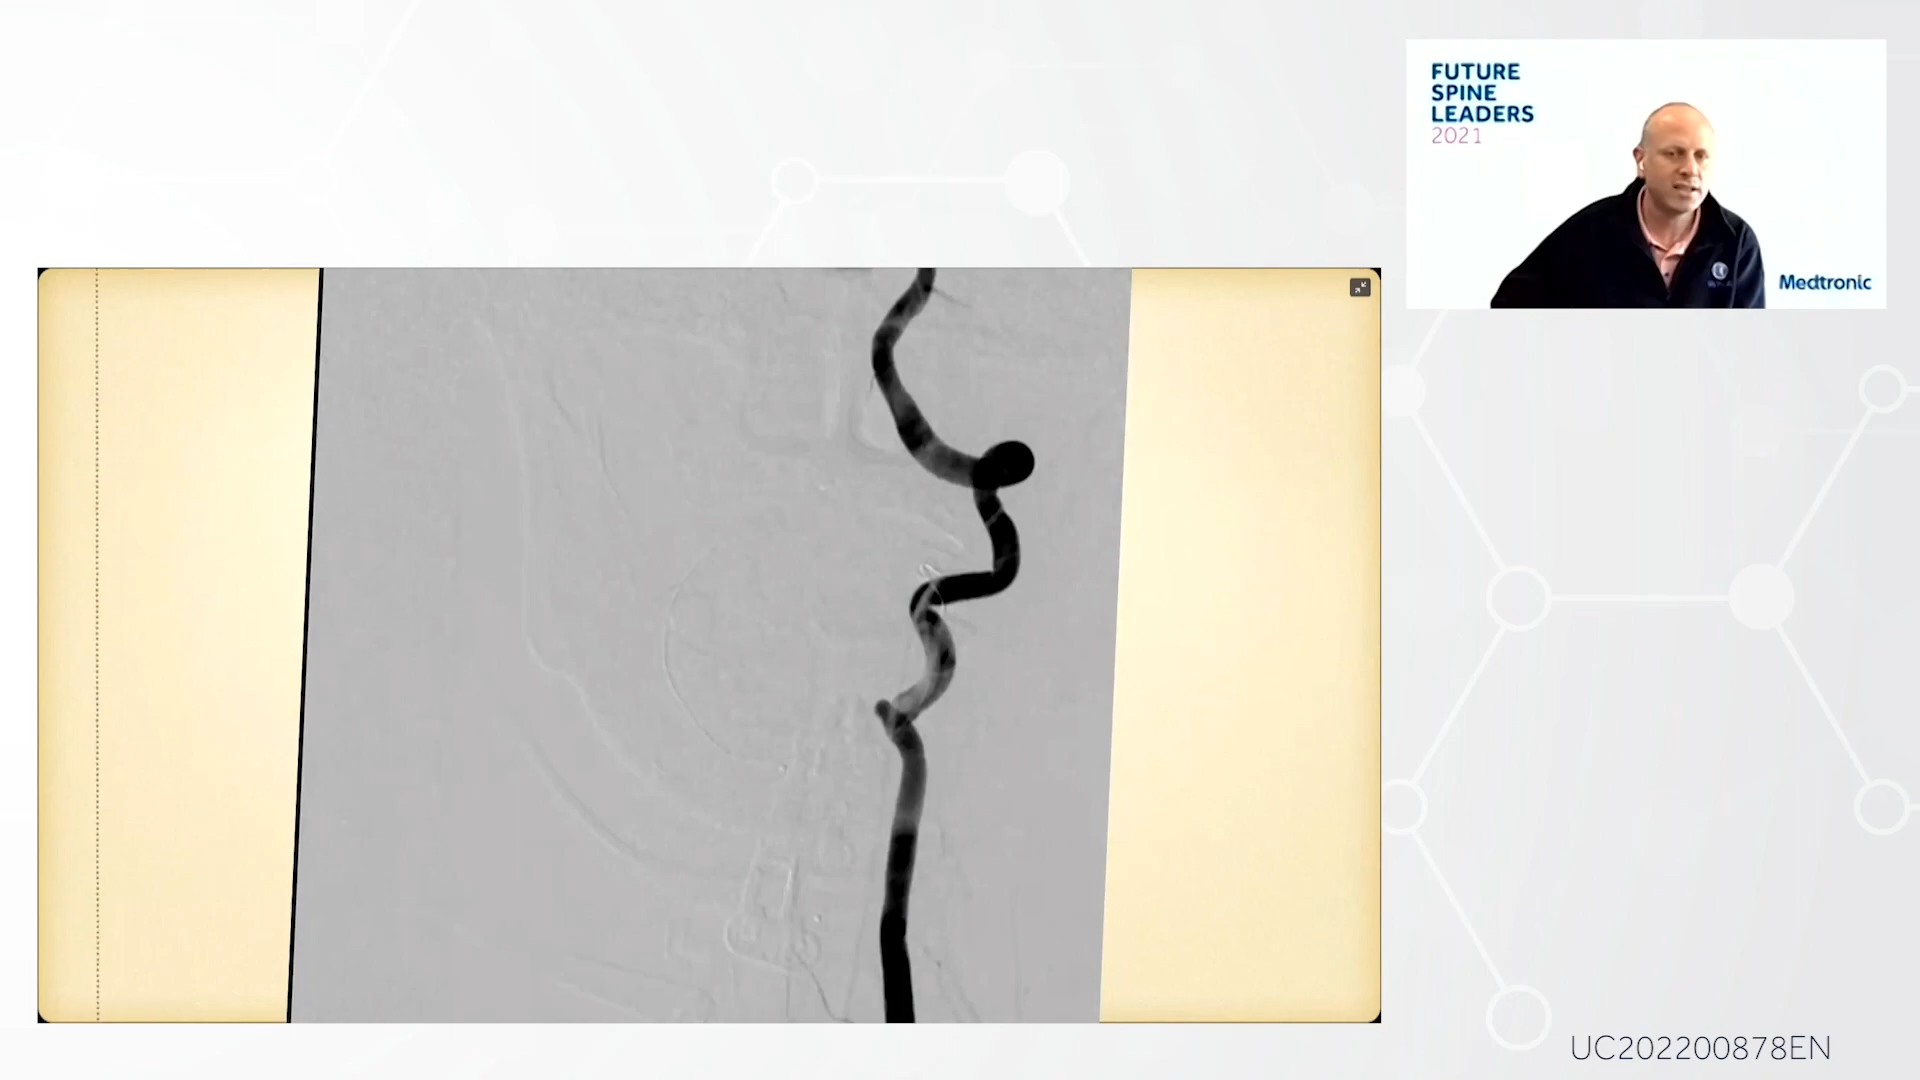 FUTURE
SPINE
LEADERS
2021
Medtronic
UC202200878EN